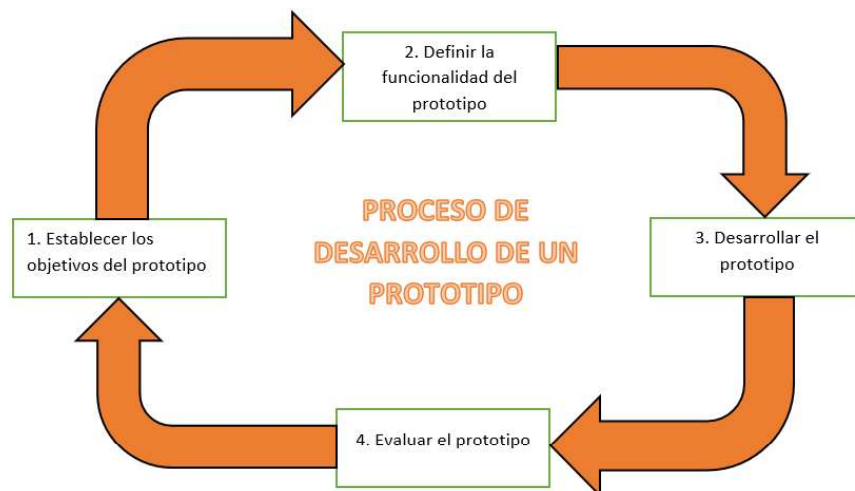 2. Definir la
funcionalidad del
prototipo
PROCESO DE
DESARROLLO DE UN
PROTOTIPO
1. Establecer los
objetivos del prototipo
3. Desarrollar el
prototipo
4. Evaluar el prototipo